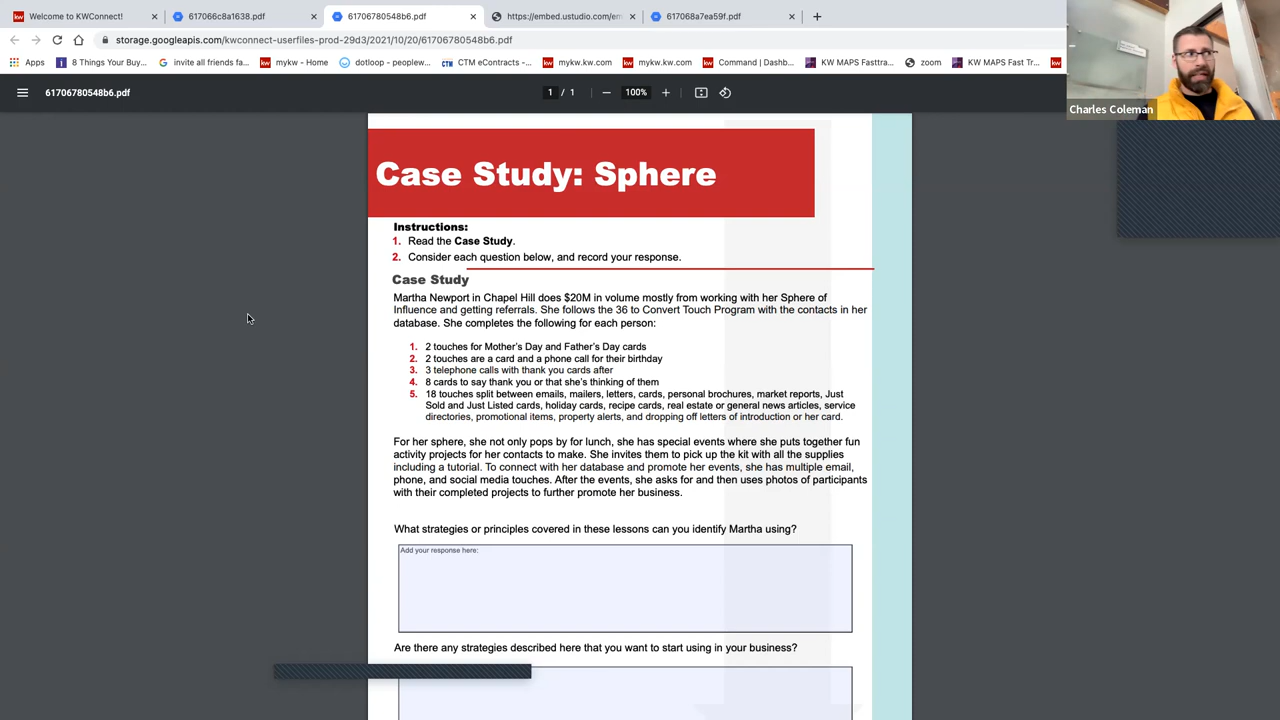 Welcome to KWConnect!
617066c8a1638.pdf
61706780548b6.pdf
https://embed.ustudio.com/em
617068a7ea59f.pdf
storage.googleapis.com/kwconnect-userfiles-prod-29d3/2021/10/20/61706780548b6.pdf
Apps
8 Things Your Buy...
invite all friends fa...
mykw - Home
dotloop - peoplew...
CTM eContracts -...
mykw.kw.com
mykw.kw.com
Command | Dashb...
KW MAPS Fasttra...
zoom
KW MAPS Fast Tr...
61706780548b6.pdf
1 / 1
100%
Charles Coleman
Case Study: Sphere
Instructions:
1. Read the Case Study.
2. Consider each question below, and record your response.
Case Study
Martha Newport in Chapel Hill does $20M in volume mostly from working with her Sphere of
Influence and getting referrals. She follows the 36 to Convert Touch Program with the contacts in her
database. She completes the following for each person:
1. 2 touches for Mother's Day and Father's Day cards
2. 2 touches are a card and a phone call for their birthday
3. 3 telephone calls with thank you cards after
4. 8 cards to say thank you or that she's thinking of them
5. 18 touches split between emails, mailers, letters, cards, personal brochures, market reports, Just
Sold and Just Listed cards, holiday cards, recipe cards, real estate or general news articles, service
directories, promotional items, property alerts, and dropping off letters of introduction or her card.
For her sphere, she not only pops by for lunch, she has special events where she puts together fun
activity projects for her contacts to make. She invites them to pick up the kit with all the supplies
including a tutorial. To connect with her database and promote her events, she has multiple email,
phone, and social media touches. After the events, she asks for and then uses photos of participants
with their completed projects to further promote her business.
What strategies or principles covered in these lessons can you identify Martha using?
Add your response here:
Are there any strategies described here that you want to start using in your business?